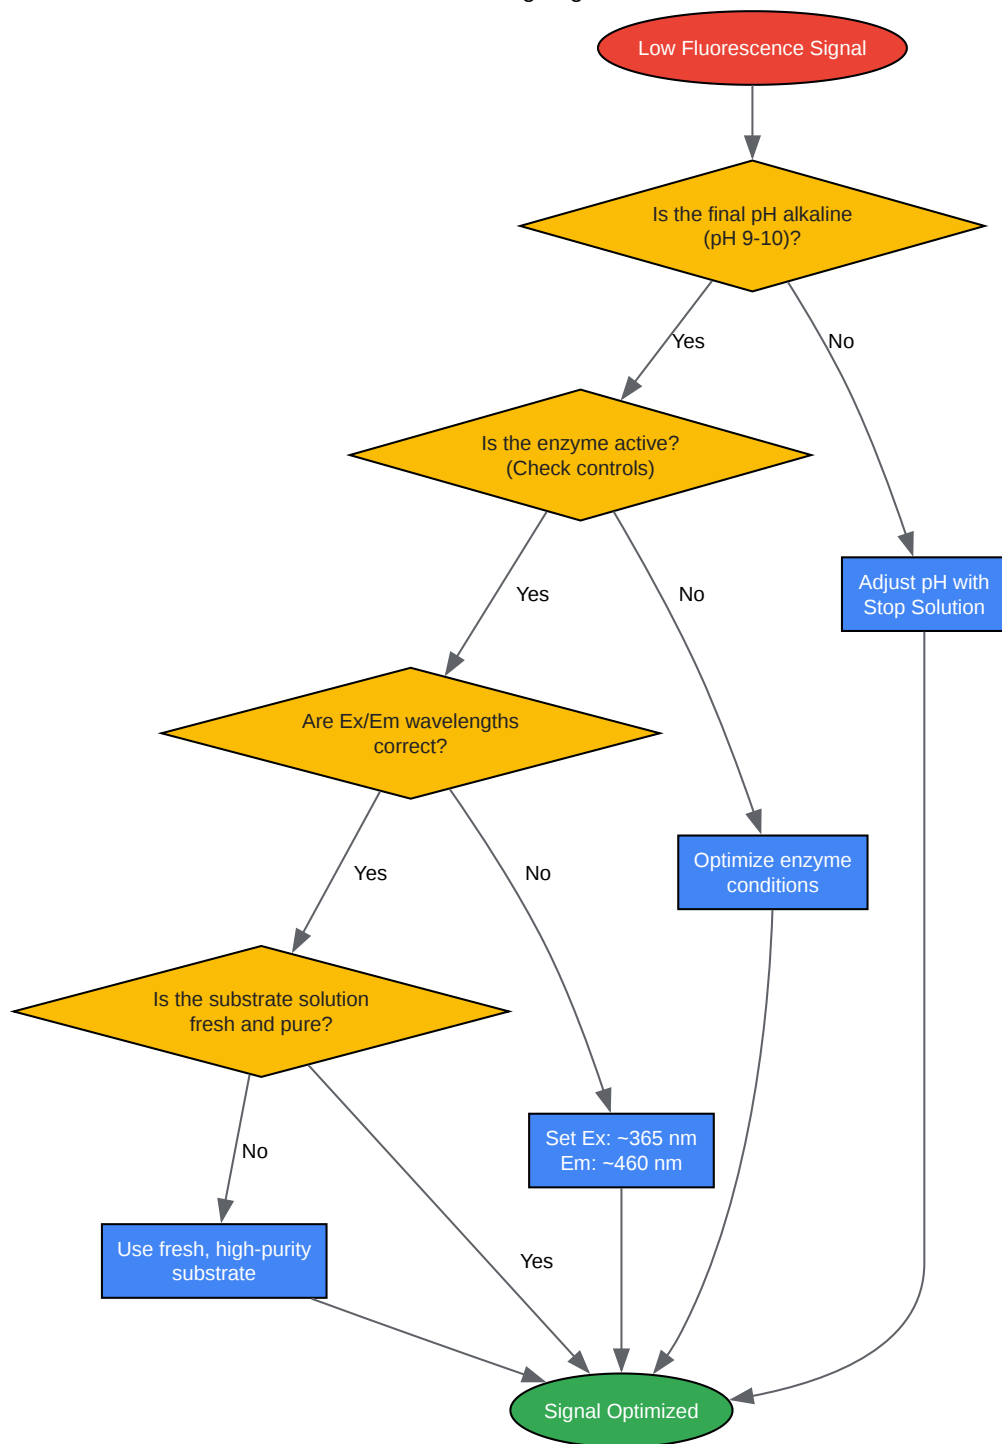 Low Fluorescence Signal
Is the final pH alkaline
(pH 9-10)?
Yes
No
Is the enzyme active?
(Check controls)
Yes
No
Adjust pH with
Stop Solution
Are Ex/Em wavelengths
correct?
Yes
No
Optimize enzyme
conditions
Is the substrate solution
fresh and pure?
No
Yes
Set Ex: ~365 nm
Em: ~460 nm
Use fresh, high-purity
substrate
Signal Optimized